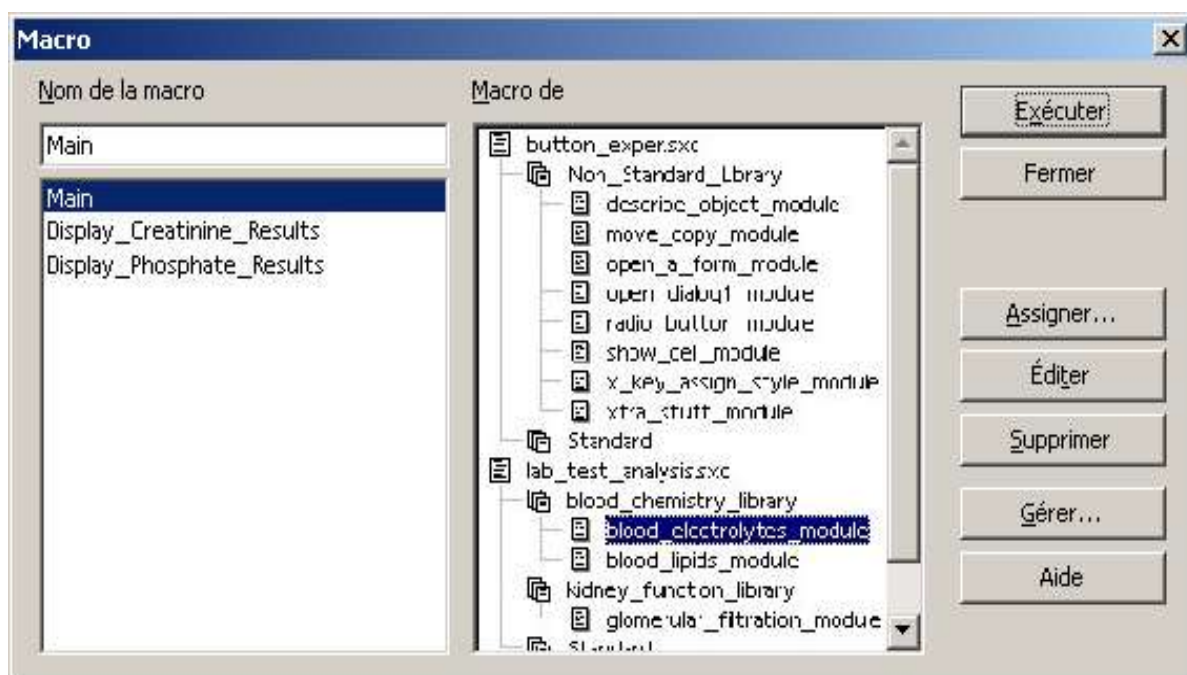 Macro
Nom de la macro
Main
Main
Display_Creatinine_Results
Display_Phosphate_Results
Macro de
button_exper.sxc
Non_Standard_Library
describe_object_module
move_copy_module
open_a_form_module
open_dialog1_module
radio_button_module
show_cell_module
x_key_assign_style_module
xtra_stuff_module
Standard
lab_test_analysis.sxc
blood_chemistry_library
blood_electrolytes_module
blood_lipids_module
kidney_function_library
glomerular_filtration_module
Standard
Exécuter
Fermer
Assigner...
Éditer
Supprimer
Gérer...
Aide